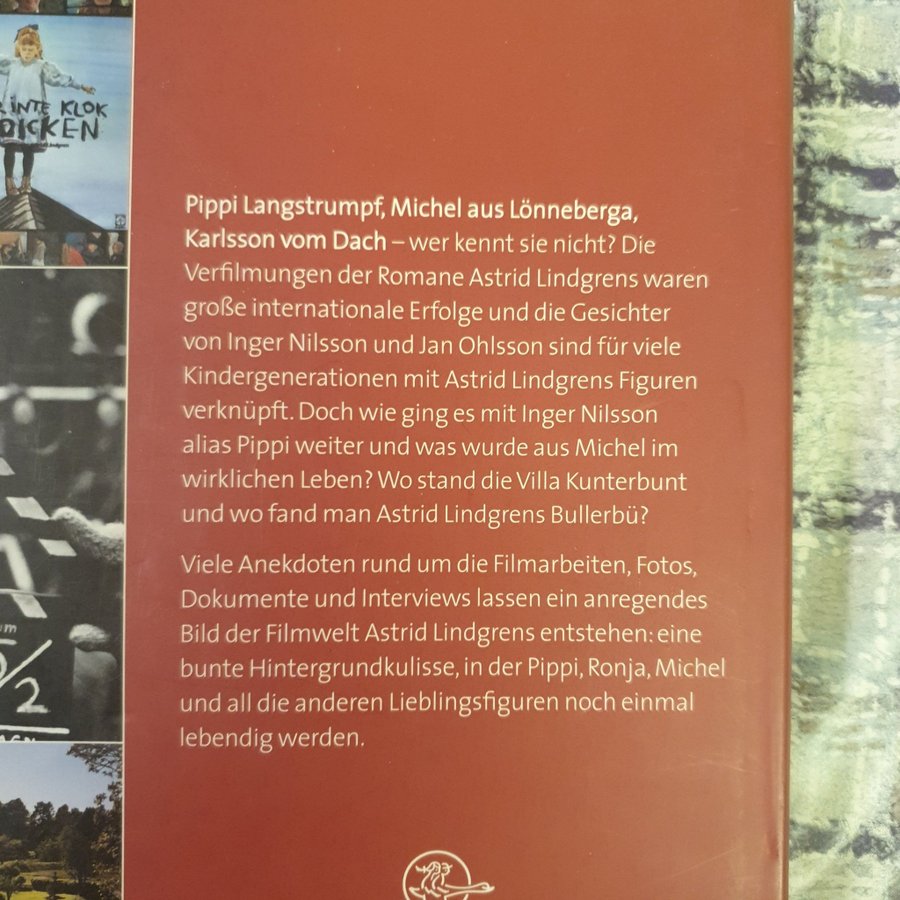 INTE KLOK
DICKEN
Pippi Langstrumpf, Michel aus Lönneberga,
Karlsson vom Dach – wer kennt sie nicht? Die
Verfilmungen der Romane Astrid Lindgrens waren
große internationale Erfolge und die Gesichter
von Inger Nilsson und Jan Ohlsson sind für viele
Kindergenerationen mit Astrid Lindgrens Figuren
verknüpft. Doch wie ging es mit Inger Nilsson
alias Pippi weiter und was wurde aus Michel im
wirklichen Leben? Wo stand die Villa Kunterbunt
und wo fand man Astrid Lindgrens Bullerbü?
Viele Anekdoten rund um die Filmarbeiten, Fotos,
Dokumente und Interviews lassen ein anregendes
Bild der Filmwelt Astrid Lindgrens entstehen: eine
bunte Hintergrundkulisse, in der Pippi, Ronja, Michel
und all die anderen Lieblingsfiguren noch einmal
lebendig werden.